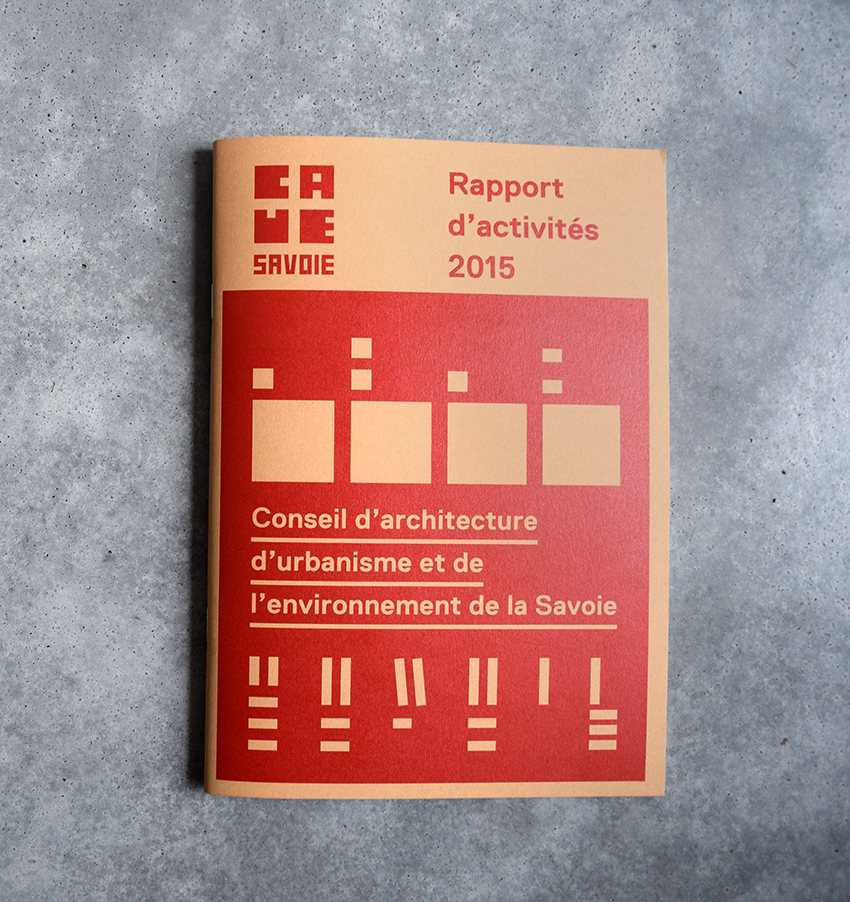 CA
UE
SAVOIE
Rapport
d'activités
2015
Conseil d'architecture
d'urbanisme et de
l'environnement de la Savoie